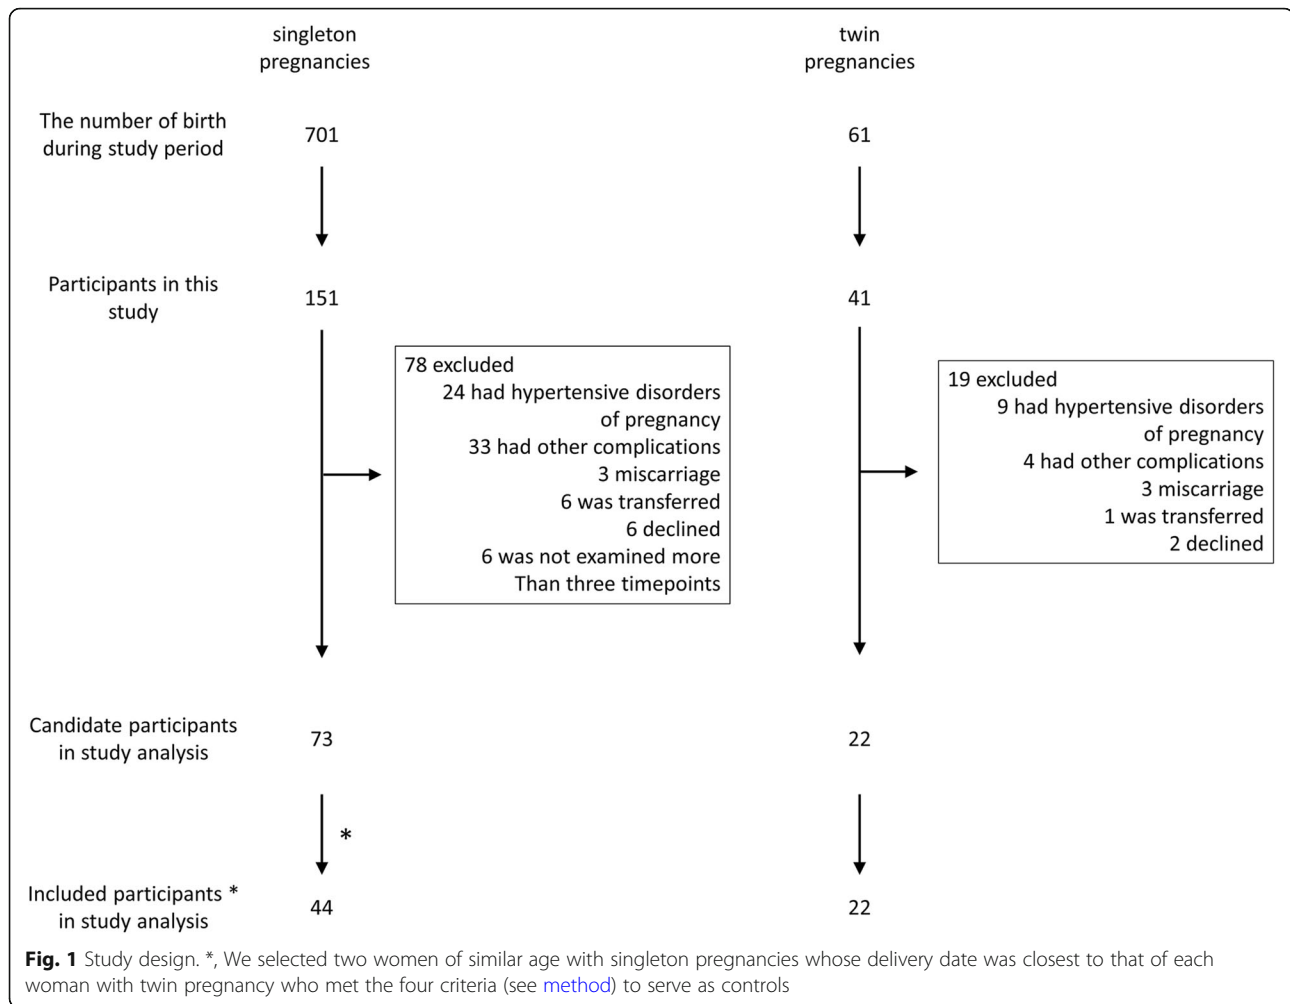 singleton
pregnancies
twin
pregnancies
The number of birth
during study period
701
61
Participants in this
study
151
41
78 excluded
24 had hypertensive disorders
of pregnancy
33 had other complications
3 miscarriage
6 was transferred
6 declined
6 was not examined more
Than three timepoints
19 excluded
9 had hypertensive disorders
of pregnancy
4 had other complications
3 miscarriage
1 was transferred
2 declined
Candidate participants
in study analysis
73
22
*
Included participants *
in study analysis
44
22
Fig. 1 Study design. *, We selected two women of similar age with singleton pregnancies whose delivery date was closest to that of each
woman with twin pregnancy who met the four criteria (see method) to serve as controls